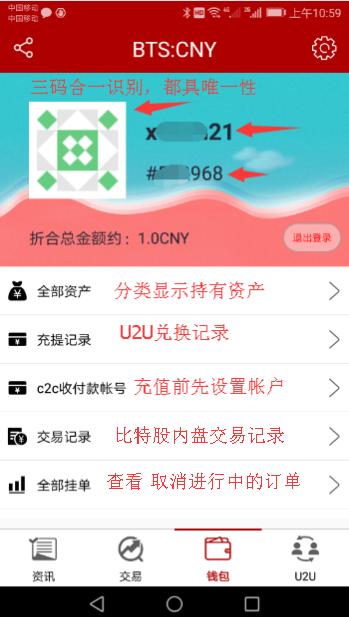 中国移动
中国移动
上午10:59
BTS:CNY
三码合一识别，都具唯一性
折合总金额约：1.0CNY
退出登录
全部资产 分类显示持有资产
充提记录 U2U兑换记录
c2c收付款帐号 充值前先设置帐户
交易记录 比特股内盘交易记录
全部挂单 查看 取消进行中的订单
资讯 交易 钱包 U2U